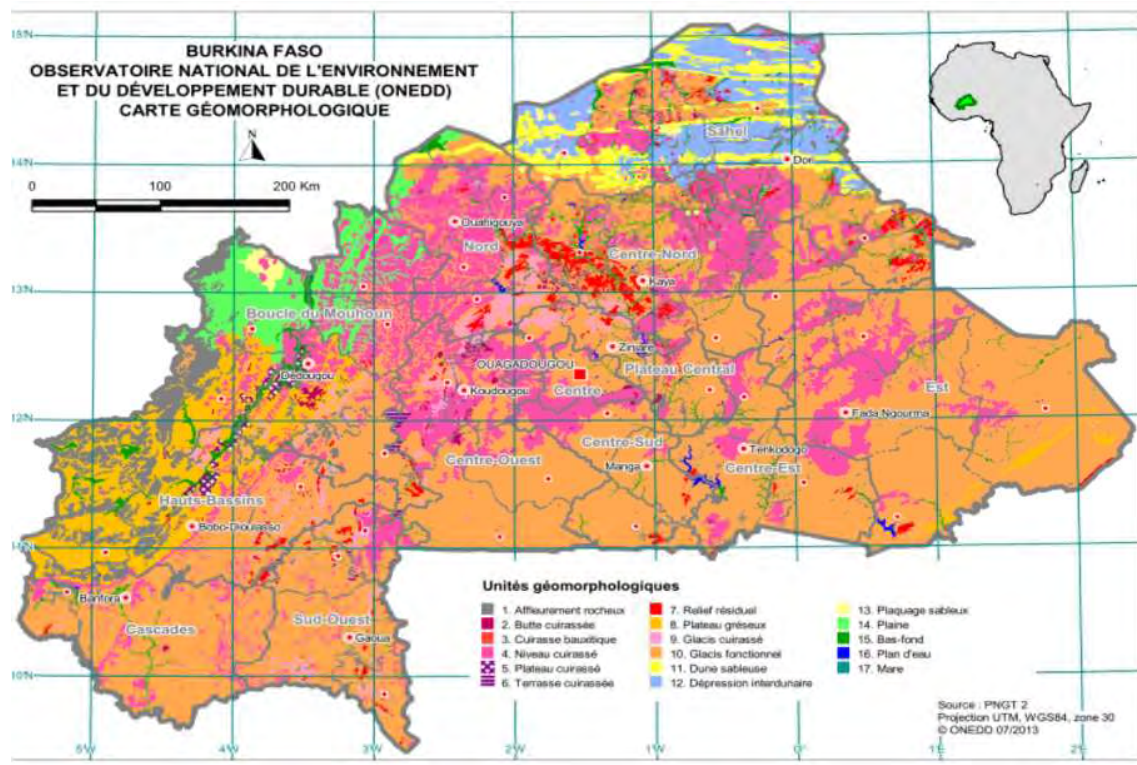 BURKINA FASO
OBSERVATOIRE NATIONAL DE L'ENVIRONNEMENT
ET DU DÉVELOPPEMENT DURABLE (ONEDD)
CARTE GÉOMORPHOLOGIQUE
N
0 100 200 Km
15°N
14°N
13°N
12°N
11°N
10°N
Sahel
Dori
Ouahigouya
Nord
Centre-Nord
Kaya
Boucle du Mouhoun
Dédougou
Ziniaré
OUAGADOUGOU
Plateau Central
Koudougou
Centre
Est
Fada Ngourma
Centre-Sud
Tenkodogo
Centre-Ouest
Manga
Centre-Est
Hauts-Bassins
Bobo-Dioulasso
Banfora
Sud-Ouest
Cascades
Gaoua
Unités géomorphologiques
1. Affleurement rocheux
2. Butte cuirassée
3. Cuirasse bauxitique
4. Niveau cuirassé
5. Plateau cuirassé
6. Terrasse cuirassée
7. Relief résiduel
8. Plateau gréseux
9. Glacis cuirassé
10. Glacis fonctionnel
11. Dune sableuse
12. Dépression interdunaire
13. Plaquage sableux
14. Plaine
15. Bas-fond
16. Plan d'eau
17. Mare
Source : PNGT 2
Projection UTM, WGS84, zone 30
© ONEDD 07/2013
5°W 4°W 3°W 2°W 1°W 0° 1°E 2°E